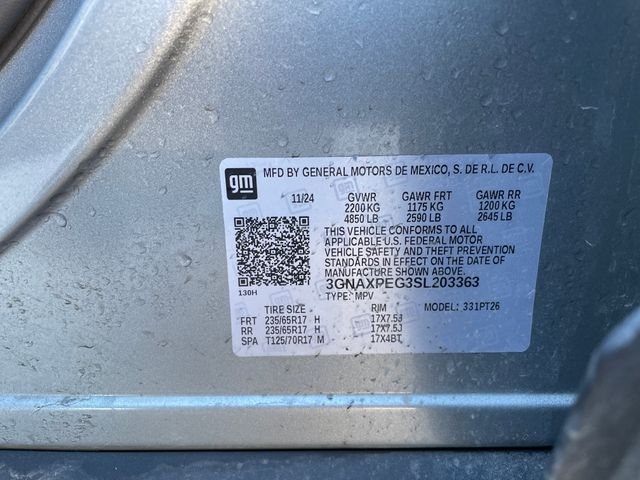 gm
MFD BY GENERAL MOTORS DE MEXICO, S. DE R.L. DE C.V.
11/24 GVWR GAWR FRT GAWR RR
2200 KG 1175 KG 1200 KG
4850 LB 2590 LB 2645 LB
THIS VEHICLE CONFORMS TO ALL
APPLICABLE U.S. FEDERAL MOTOR
VEHICLE SAFETY AND THEFT PREVENTION
STANDARDS IN EFFECT ON THE DATE OF
MANUFACTURE SHOWN ABOVE.
3GNAXPEG3SL203363
130H TYPE: MPV
TIRE SIZE RIM MODEL: 331PT26
FRT 235/65R17 H 17X7.5J
RR 235/65R17 H 17X7.5J
SPA T125/70R17 M 17X4BT